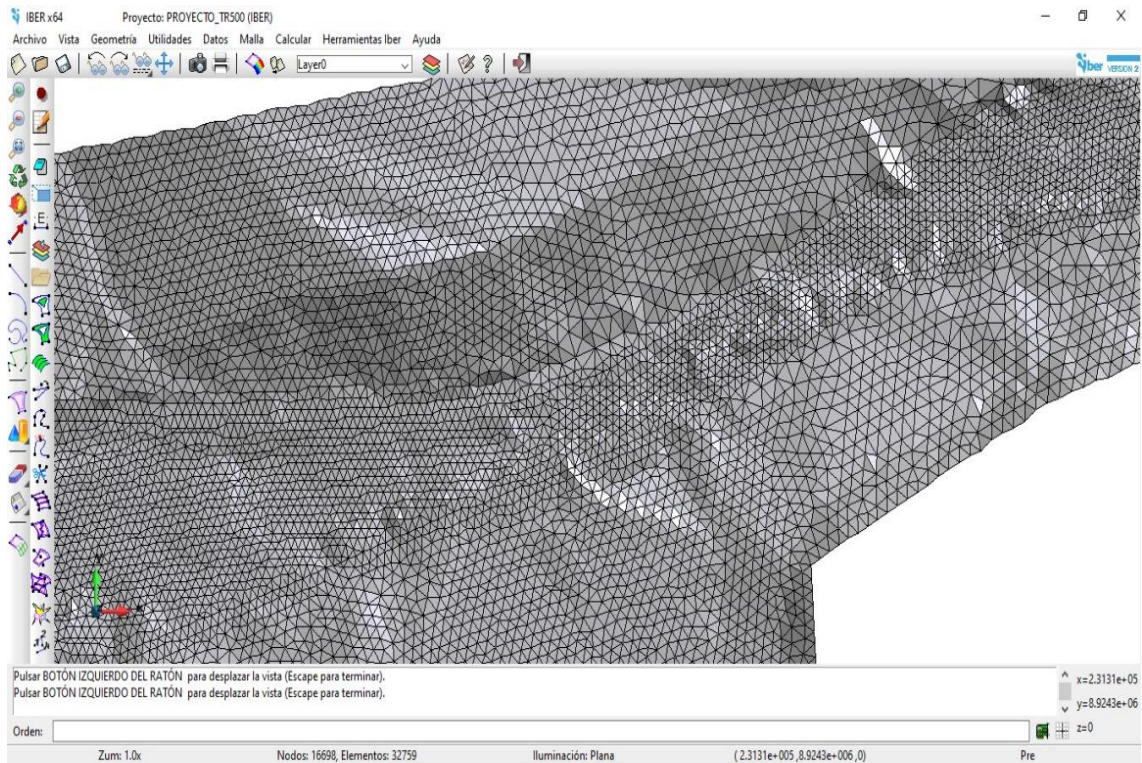 IBER x64 Proyecto: PROYECTO_TR500 (IBER)
Archivo Vista Geometría Utilidades Datos Malla Calcular Herramientas Iber Ayuda
Layer0
Iber VERSION 2
Pulsar BOTÓN IZQUIERDO DEL RATÓN para desplazar la vista (Escape para terminar).
Pulsar BOTÓN IZQUIERDO DEL RATÓN para desplazar la vista (Escape para terminar).
x=2.3131e+05
y=8.9243e+06
z=0
Orden:
Zum: 1.0x Nodos: 16698, Elementos: 32759 Iluminación: Plana ( 2.3131e+005 ,8.9243e+006 ,0) Pre